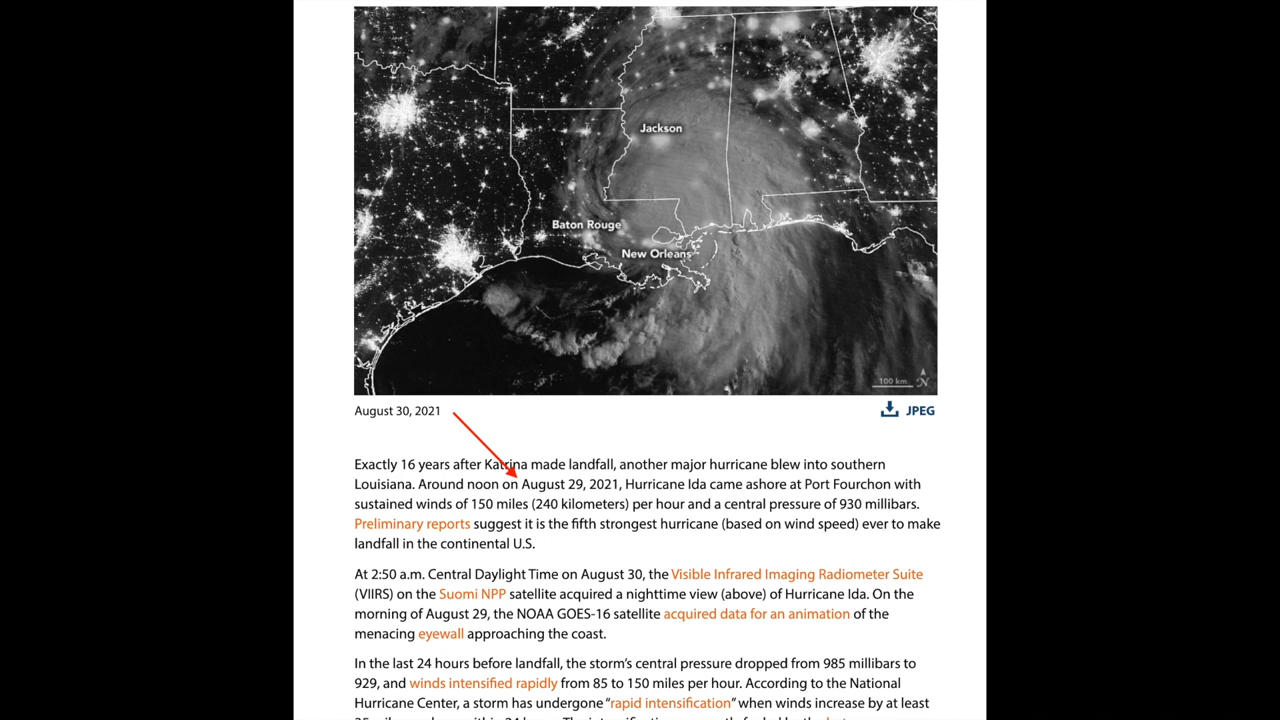 Jackson
Baton Rouge
New Orleans
100 km
N
August 30, 2021
JPEG
Exactly 16 years after Katrina made landfall, another major hurricane blew into southern
Louisiana. Around noon on August 29, 2021, Hurricane Ida came ashore at Port Fourchon with
sustained winds of 150 miles (240 kilometers) per hour and a central pressure of 930 millibars.
Preliminary reports suggest it is the fifth strongest hurricane (based on wind speed) ever to make
landfall in the continental U.S.
At 2:50 a.m. Central Daylight Time on August 30, the Visible Infrared Imaging Radiometer Suite
(VIIRS) on the Suomi NPP satellite acquired a nighttime view (above) of Hurricane Ida. On the
morning of August 29, the NOAA GOES-16 satellite acquired data for an animation of the
menacing eyewall approaching the coast.
In the last 24 hours before landfall, the storm's central pressure dropped from 985 millibars to
929, and winds intensified rapidly from 85 to 150 miles per hour. According to the National
Hurricane Center, a storm has undergone "rapid intensification" when winds increase by at least